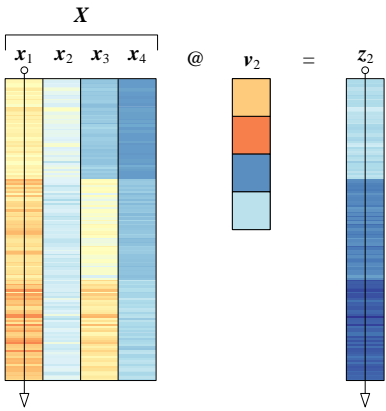 X
x₁ x₂ x₃ x₄ @ v₂ = z₂